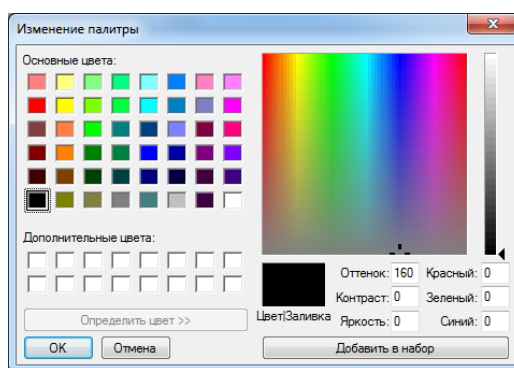 Изменение палитры
Основные цвета:
Дополнительные цвета:
Определить цвет >>
OK
Отмена
Цвет|Заливка
Оттенок: 160
Красный: 0
Контраст: 0
Зеленый: 0
Яркость: 0
Синий: 0
Добавить в набор